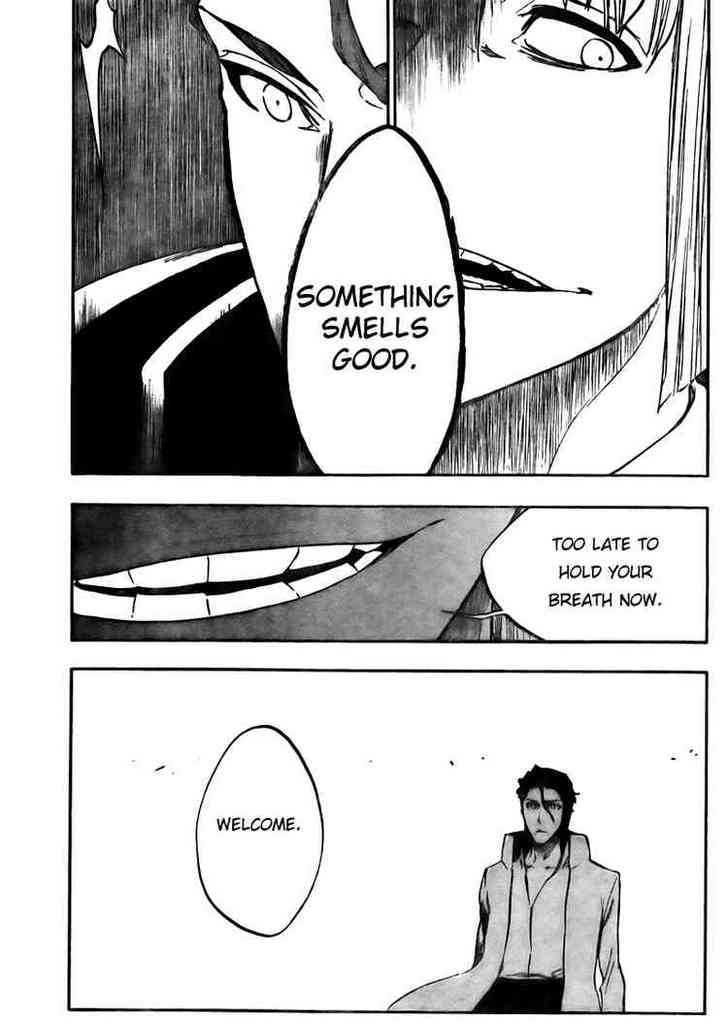 SOMETHING
SMELLS
GOOD.
TOO LATE TO
HOLD YOUR
BREATH NOW.
WELCOME.